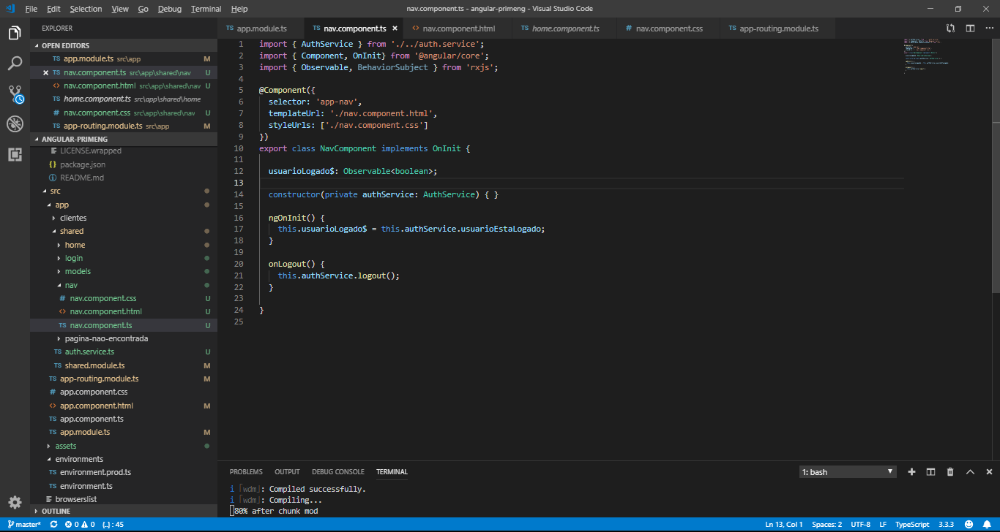 File Edit Selection View Go Debug Terminal Help
nav.component.ts - angular-primeng - Visual Studio Code
EXPLORER
OPEN EDITORS
TS app.module.ts src\app M
TS nav.component.ts src\app\shared\nav U
<> nav.component.html src\app\shared\nav U
TS home.component.ts src\app\shared\home
# nav.component.css src\app\shared\nav U
TS app-routing.module.ts src\app M
ANGULAR-PRIMENG
LICENSE.wrapped
{} package.json
README.md
src
app
clientes
shared
home
login
models
nav
# nav.component.css U
<> nav.component.html U
TS nav.component.ts U
pagina-nao-encontrada
TS auth.service.ts U
TS shared.module.ts M
TS app-routing.module.ts M
# app.component.css
<> app.component.html M
TS app.component.ts
TS app.module.ts M
assets
environments
TS environment.prod.ts
TS environment.ts
browserslist
OUTLINE
TS app.module.ts TS nav.component.ts <> nav.component.html TS home.component.ts # nav.component.css TS app-routing.module.ts
1 import { AuthService } from './../auth.service';
2 import { Component, OnInit} from '@angular/core';
3 import { Observable, BehaviorSubject } from 'rxjs';
4
5 @Component({
6 selector: 'app-nav',
7 templateUrl: './nav.component.html',
8 styleUrls: ['./nav.component.css']
9 })
10 export class NavComponent implements OnInit {
11
12 usuarioLogado$: Observable<boolean>;
13
14 constructor(private authService: AuthService) { }
15
16 ngOnInit() {
17 this.usuarioLogado$ = this.authService.usuarioEstaLogado;
18 }
19
20 onLogout() {
21 this.authService.logout();
22 }
23
24 }
25
PROBLEMS OUTPUT DEBUG CONSOLE TERMINAL 1: bash
i ｢wdm｣: Compiled successfully.
i ｢wdm｣: Compiling...
80% after chunk mod
master* 0 0 {..} : 45 Ln 13, Col 1 Spaces: 2 UTF-8 LF TypeScript 3.3.3